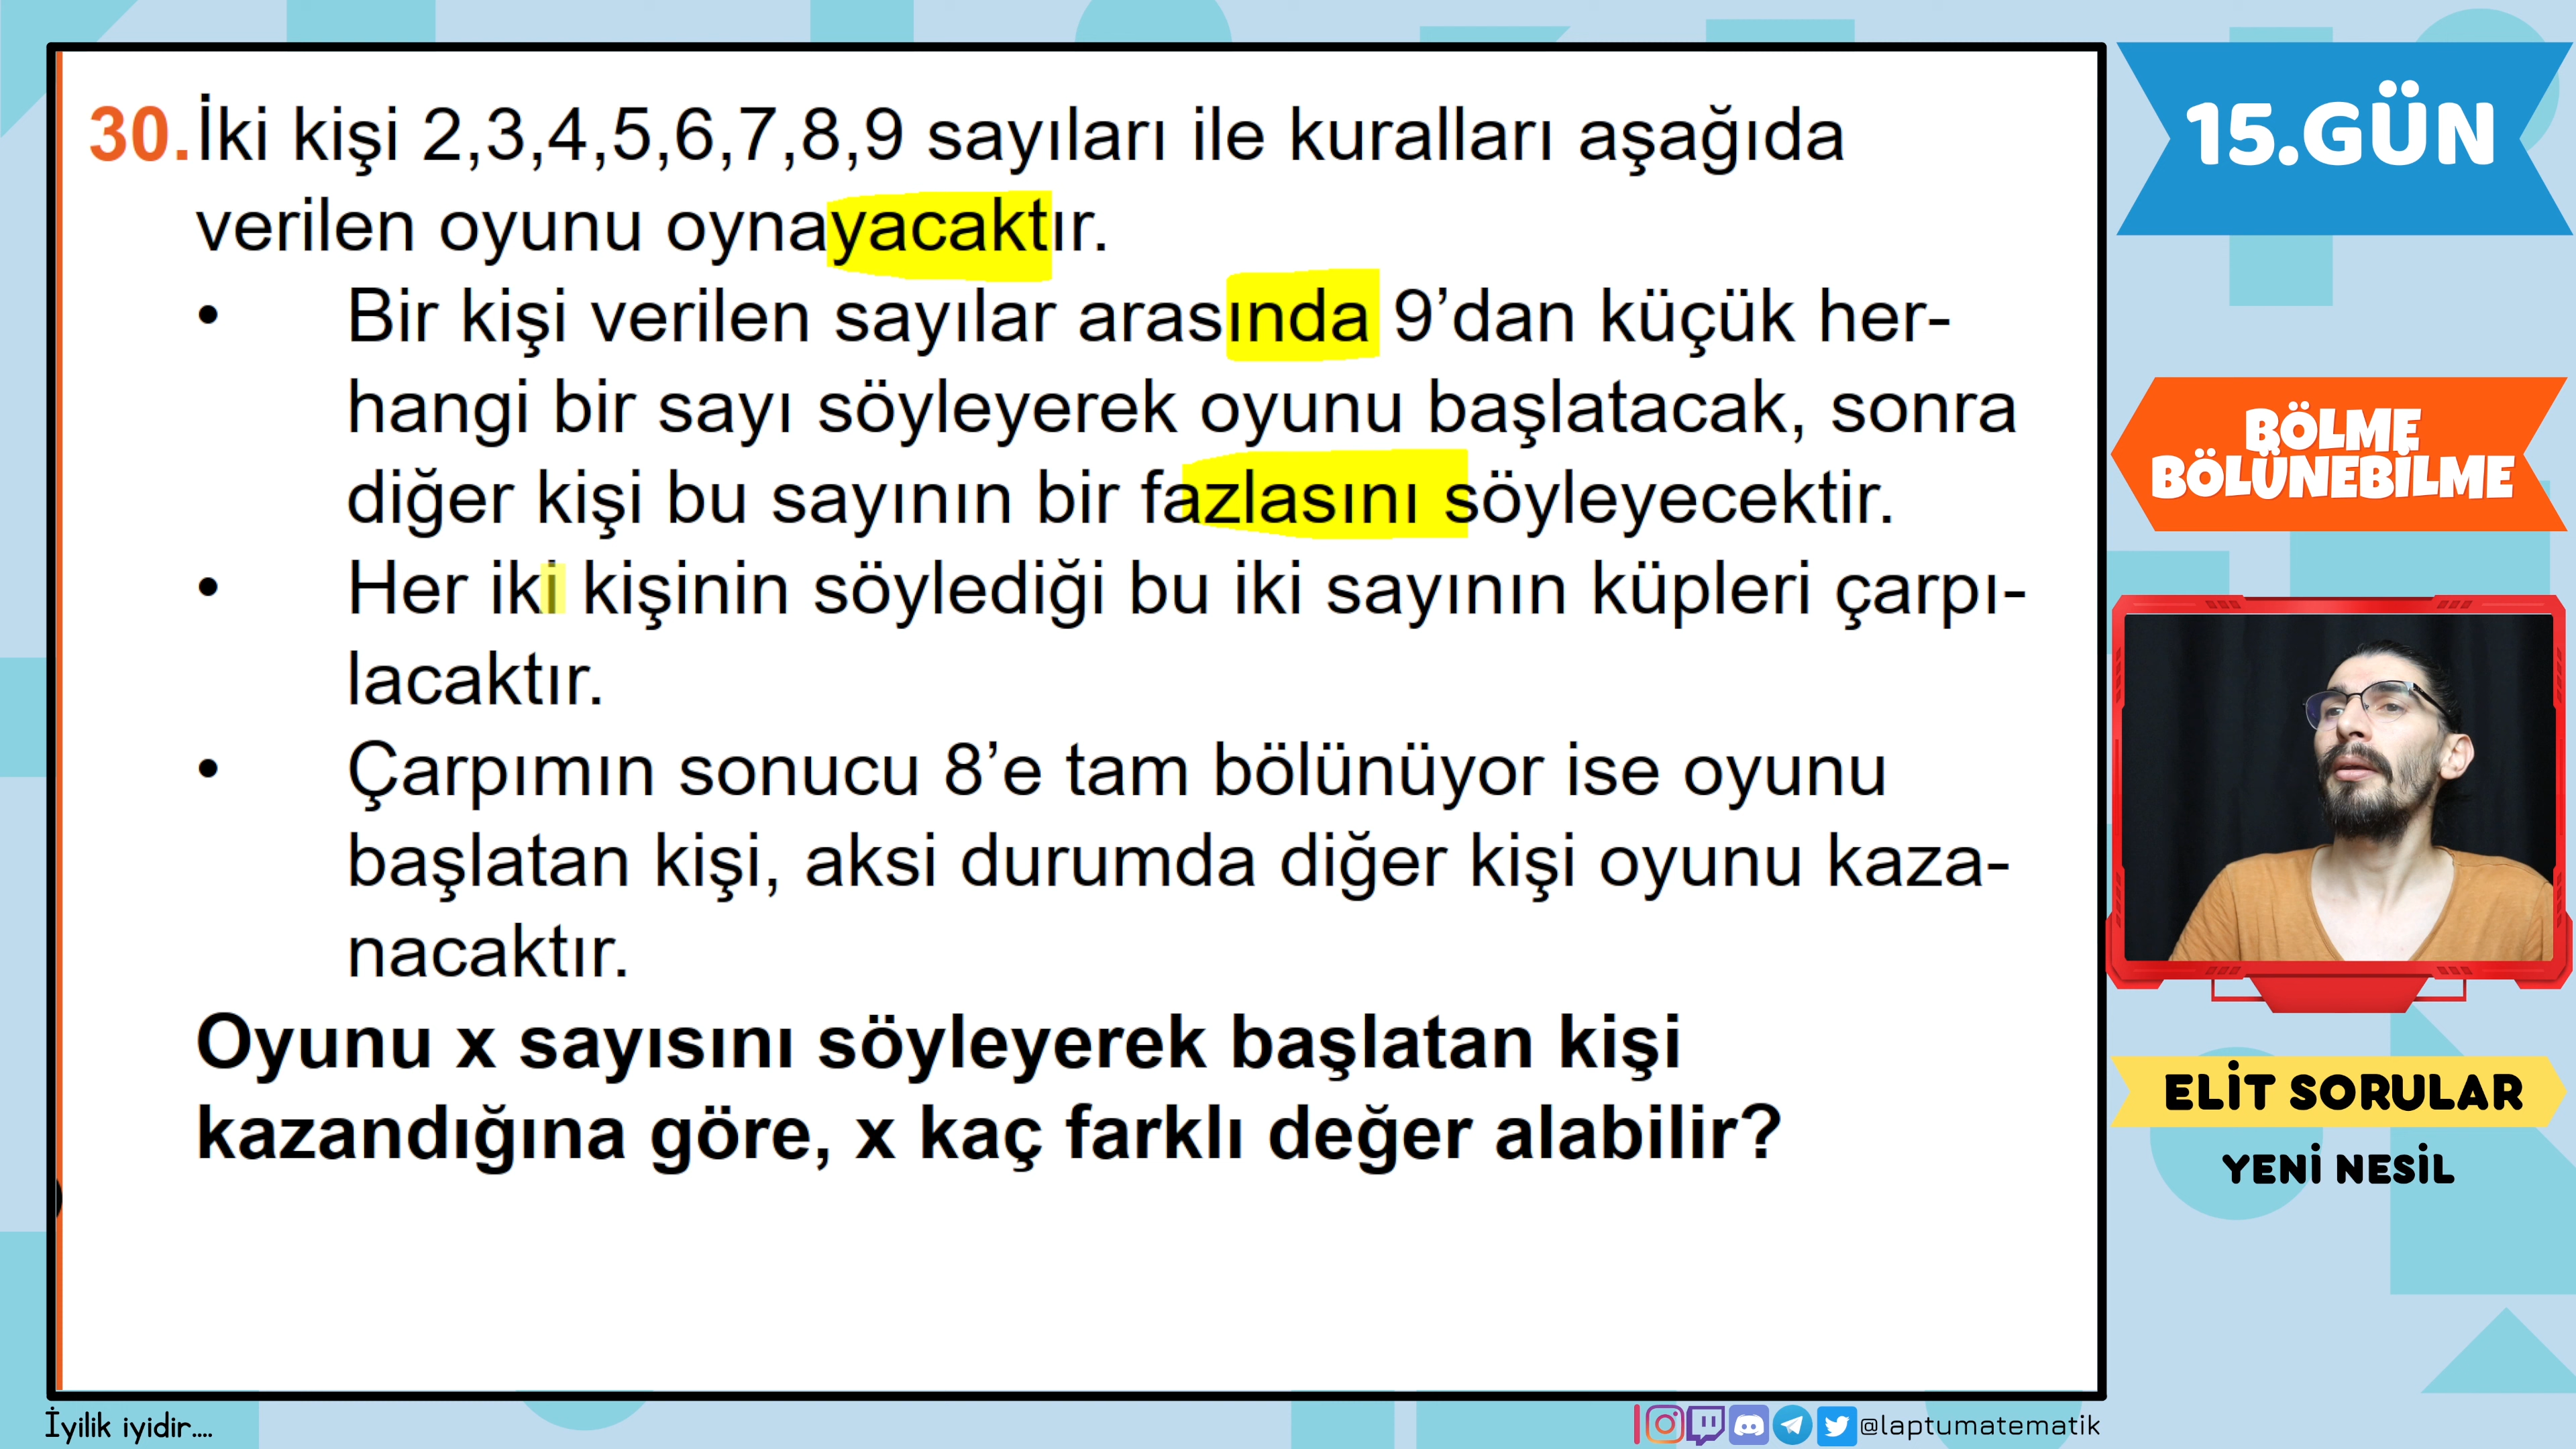 30. İki kişi 2,3,4,5,6,7,8,9 sayıları ile kuralları aşağıda
verilen oyunu oynayacaktır.
• Bir kişi verilen sayılar arasında 9’dan küçük her-
hangi bir sayı söyleyerek oyunu başlatacak, sonra
diğer kişi bu sayının bir fazlasını söyleyecektir.
• Her iki kişinin söylediği bu iki sayının küpleri çarpı-
lacaktır.
• Çarpımın sonucu 8’e tam bölünüyor ise oyunu
başlatan kişi, aksi durumda diğer kişi oyunu kaza-
nacaktır.
Oyunu x sayısını söyleyerek başlatan kişi
kazandığına göre, x kaç farklı değer alabilir?
15.GÜN
BÖLME
BÖLÜNEBİLME
ELİT SORULAR
YENİ NESİL
İyilik iyidir....
@laptumatematik